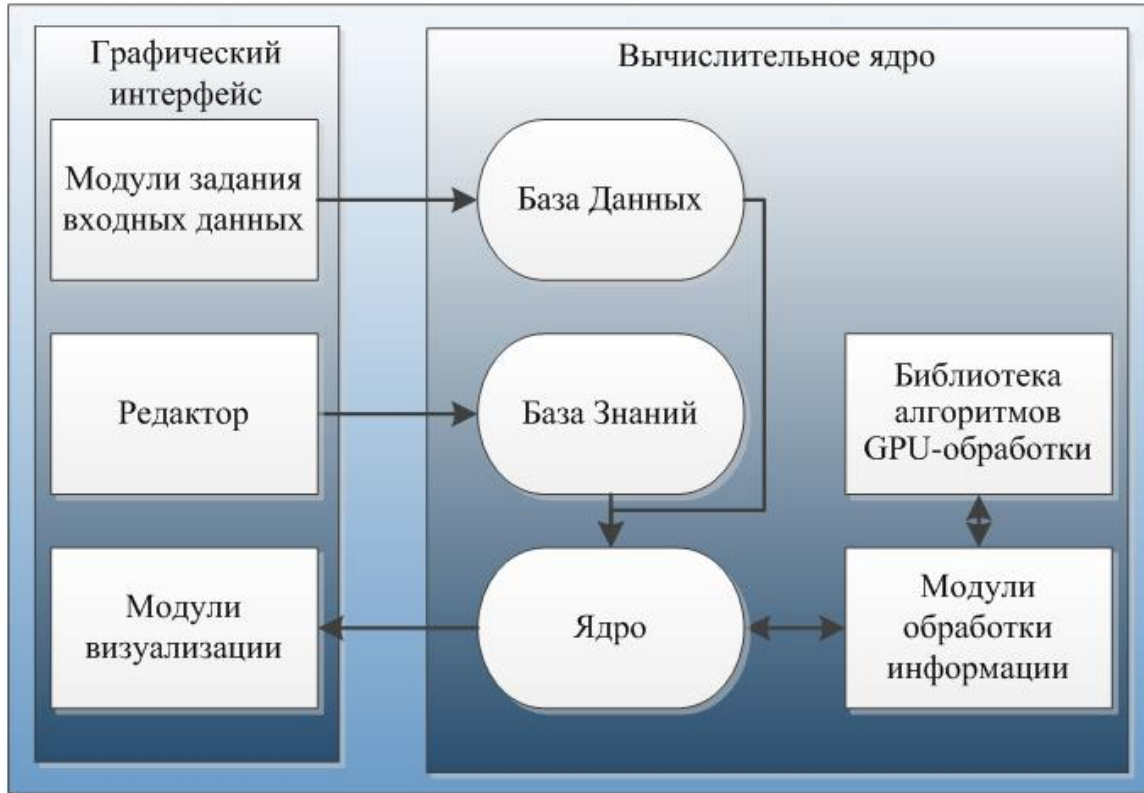 Графический
интерфейс
Вычислительное ядро
Модули задания
входных данных
База Данных
Редактор
База Знаний
Библиотека
алгоритмов
GPU-обработки
Модули
визуализации
Ядро
Модули
обработки
информации